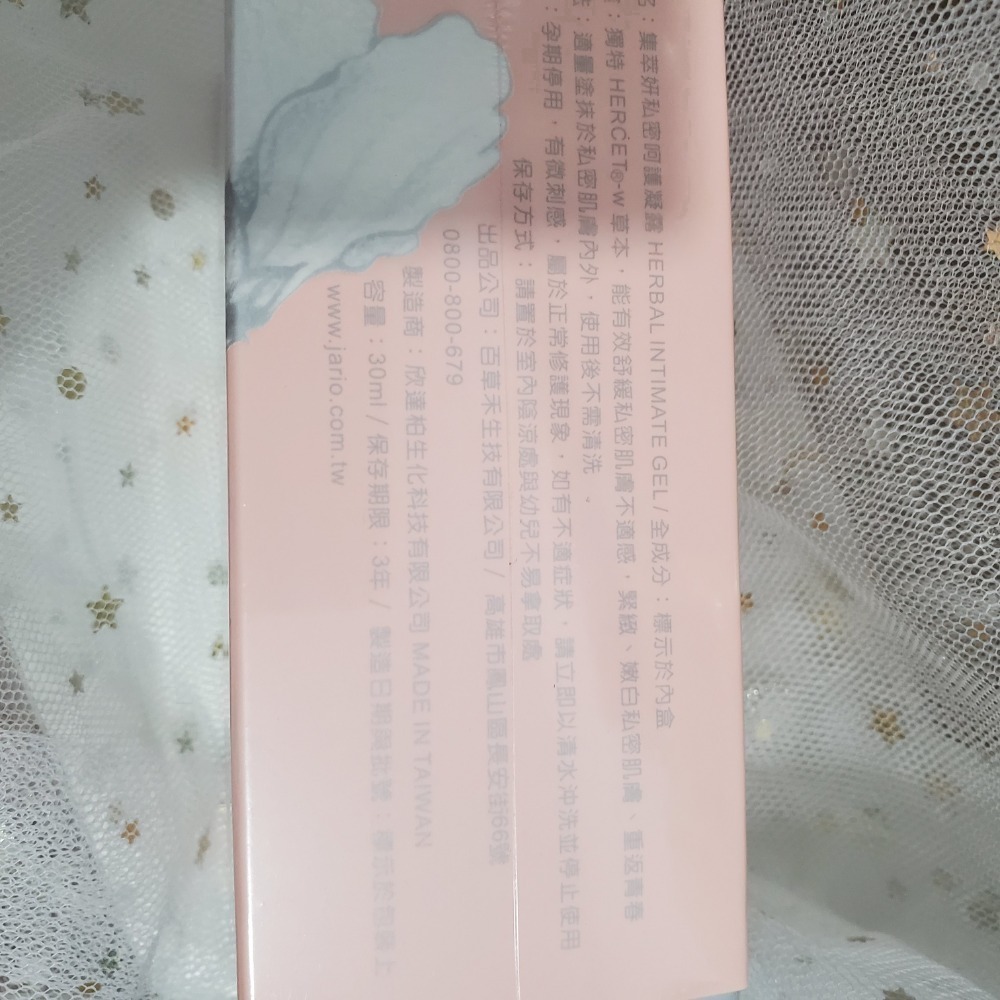 ：集萃妍私密呵護凝露 HERBAL INTIMATE GEL / 全成分：標示於內盒
：獨特 HERCET®-w 草本，能有效舒緩私密肌膚不適感，緊緻、嫩白私密肌膚、重返青春
：適量塗抹於私密肌膚內外，使用後不需清洗。
：孕期停用，有微刺感，屬於正常修護現象，如有不適症狀，請立即以清水沖洗並停止使用
保存方式：請置於室內陰涼處與幼兒不易拿取處
出品公司：百草禾生技有限公司 / 高雄市鳳山區長安街66號
0800-800-679
製造商：欣達柏生化科技有限公司 MADE IN TAIWAN
容量：30ml / 保存期限：3年 / 製造日期與批號：標示於瓶器上
www.jario.com.tw